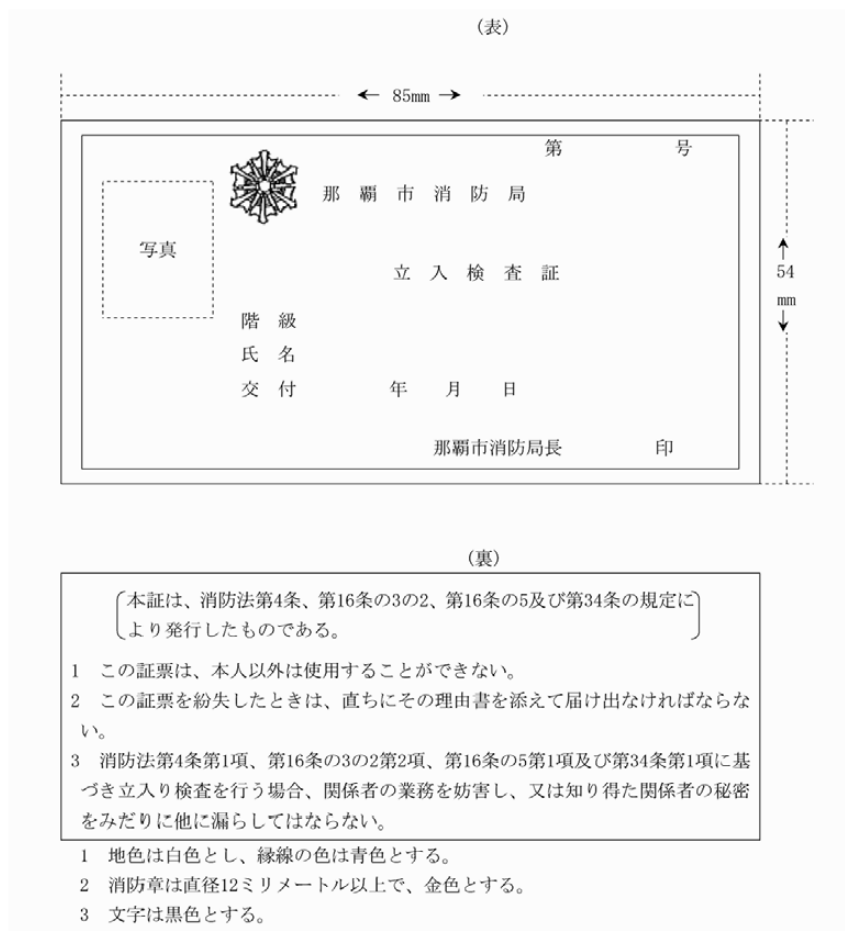 （表）
85mm
第　　　号
那　覇　市　消　防　局
写真
立　入　検　査　証
54
mm
階　級
氏　名
交　付　　　年　月　日
那覇市消防局長　　　印
（裏）
本証は、消防法第4条、第16条の3の2、第16条の5及び第34条の規定に
より発行したものである。
1　この証票は、本人以外は使用することができない。
2　この証票を紛失したときは、直ちにその理由書を添えて届け出なければならな
い。
3　消防法第4条第1項、第16条の3の2第2項、第16条の5第1項及び第34条第1項に基
づき立入り検査を行う場合、関係者の業務を妨害し、又は知り得た関係者の秘密
をみだりに他に漏らしてはならない。
1　地色は白色とし、縁線の色は青色とする。
2　消防章は直径12ミリメートル以上で、金色とする。
3　文字は黒色とする。